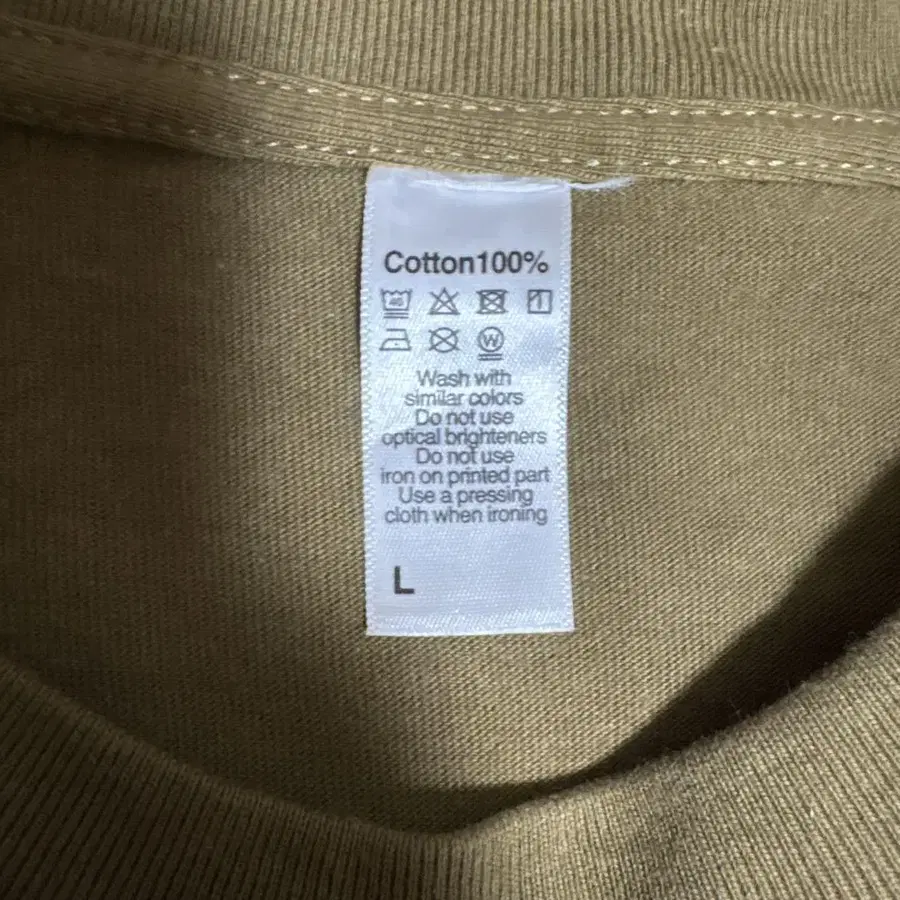 Cotton100%
40
W
Wash with
similar colors
Do not use
optical brighteners
Do not use
iron on printed part
Use a pressing
cloth when ironing
L